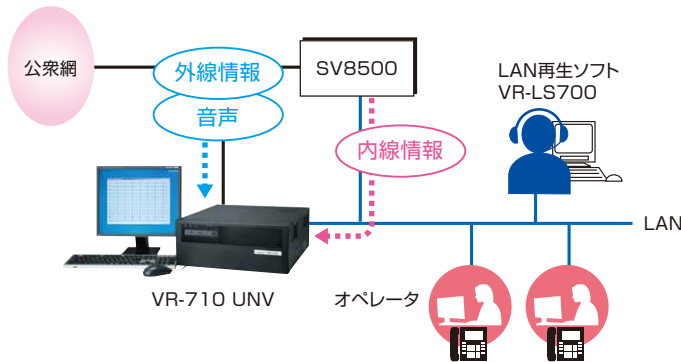 公衆網
外線情報
音声
SV8500
内線情報
LAN再生ソフト
VR-LS700
LAN
VR-710 UNV
オペレータ